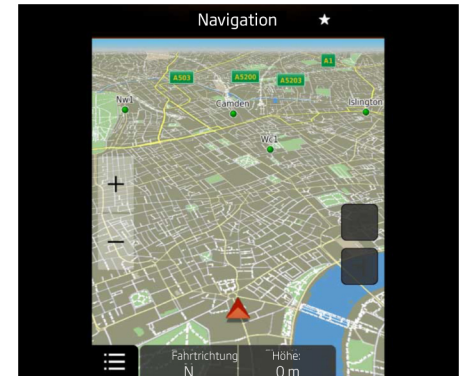 Navigation
A1
A503
A5200
A5203
Nw1
Camden
Islington
Wc1
+
−
Fahrtrichtung
Höhe:
N
0 m